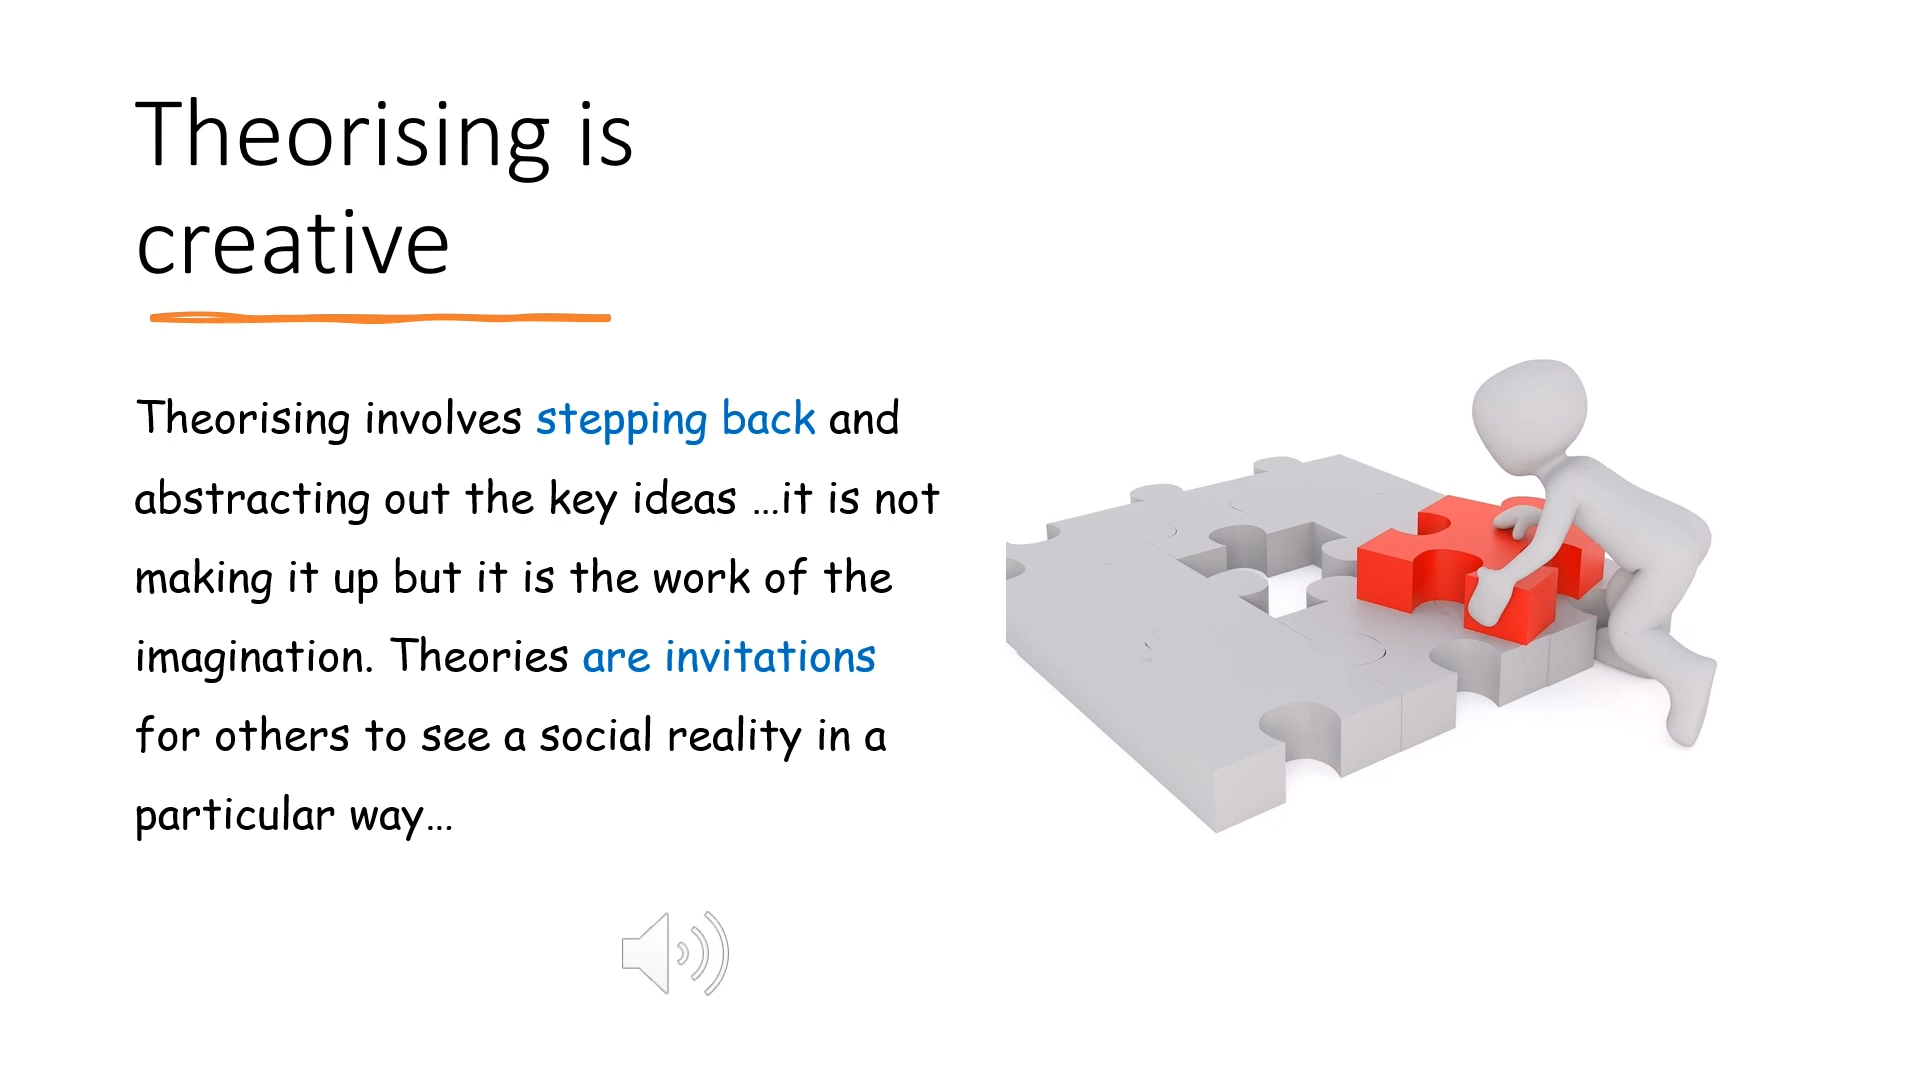 Theorising is
creative
Theorising involves stepping back and
abstracting out the key ideas …it is not
making it up but it is the work of the
imagination. Theories are invitations
for others to see a social reality in a
particular way…